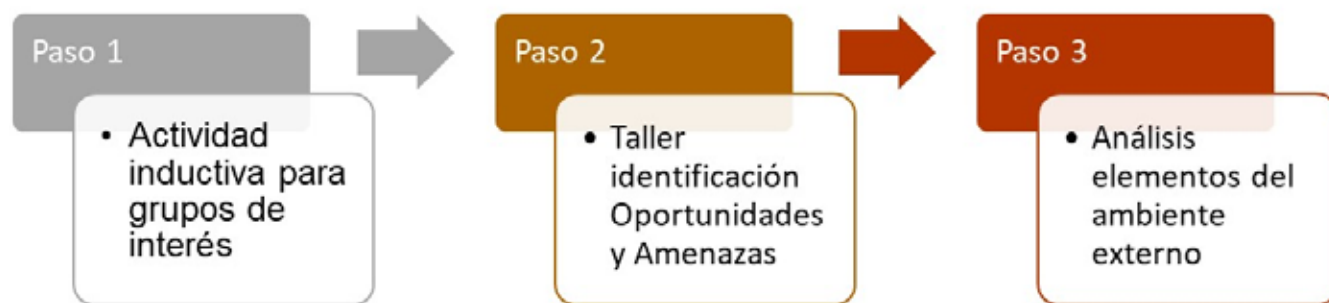 Paso 1
• Actividad
inductiva para
grupos de
interés
Paso 2
• Taller
identificación
Oportunidades
y Amenazas
Paso 3
• Análisis
elementos del
ambiente
externo